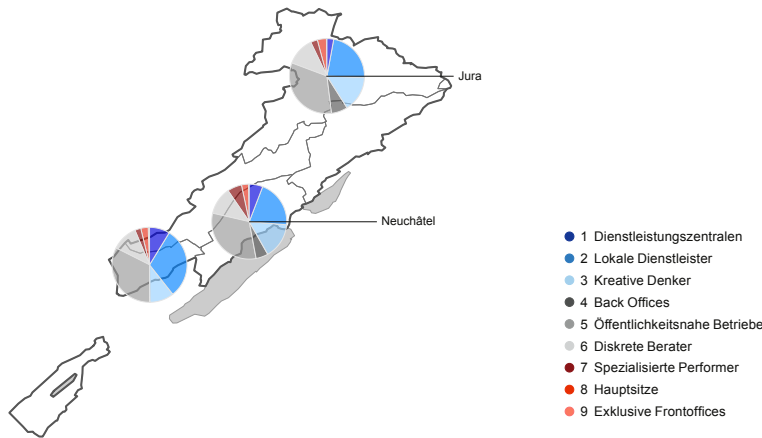 Jura
Neuchâtel
1 Dienstleistungszentralen
2 Lokale Dienstleister
3 Kreative Denker
4 Back Offices
5 Öffentlichkeitsnahe Betriebe
6 Diskrete Berater
7 Spezialisierte Performer
8 Hauptsitze
9 Exklusive Frontoffices